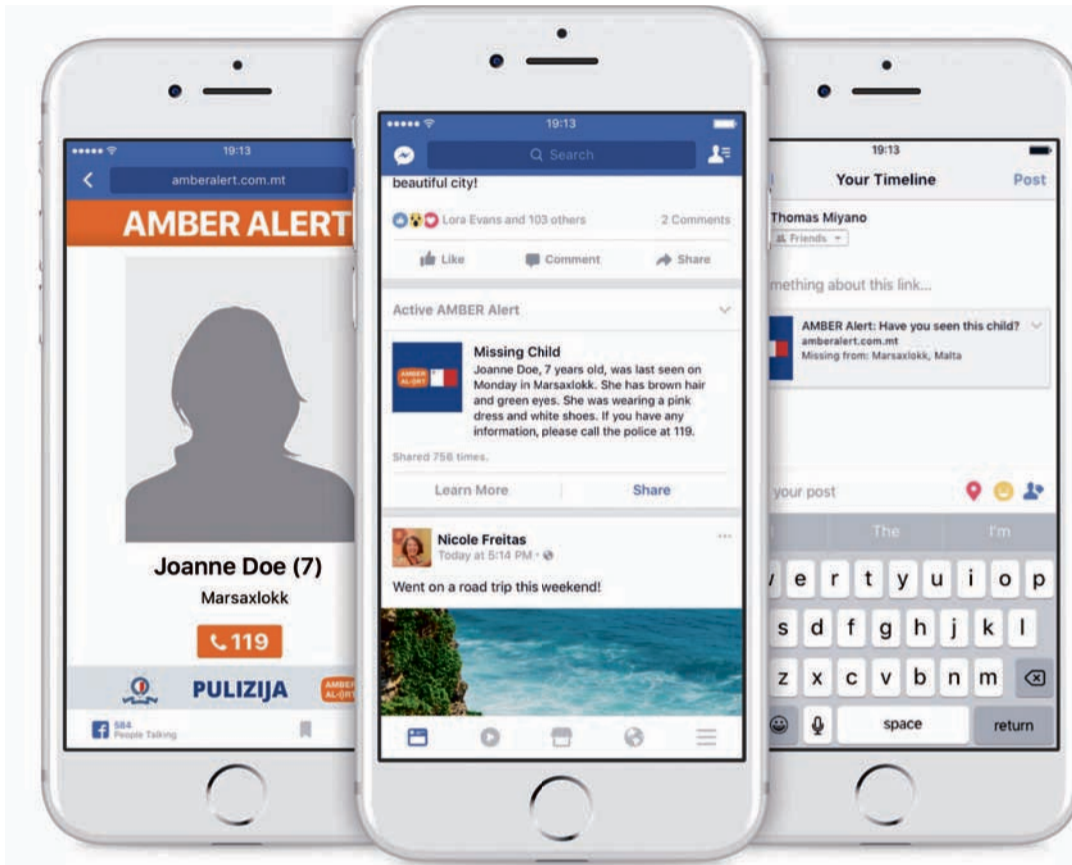 19:13
amberalert.com.mt
AMBER ALERT
Joanne Doe (7)
Marsaxlokk
119
PULIZIJA
AMBER
AL-RT
584
People Talking
19:13
Search
beautiful city!
Lora Evans and 103 others
2 Comments
Like
Comment
Share
Active AMBER Alert
AMBER
AL-RT
Missing Child
Joanne Doe, 7 years old, was last seen on
Monday in Marsaxlokk. She has brown hair
and green eyes. She was wearing a pink
dress and white shoes. If you have any
information, please call the police at 119.
Shared 756 times.
Learn More
Share
Nicole Freitas
Today at 5:14 PM
Went on a road trip this weekend!
19:13
Your Timeline
Post
Thomas Miyano
Friends
mething about this link...
AMBER Alert: Have you seen this child?
amberalert.com.mt
Missing from: Marsaxlokk, Malta
your post
The
I'm
e r t y u i o p
s d f g h j k l
z x c v b n m
space
return